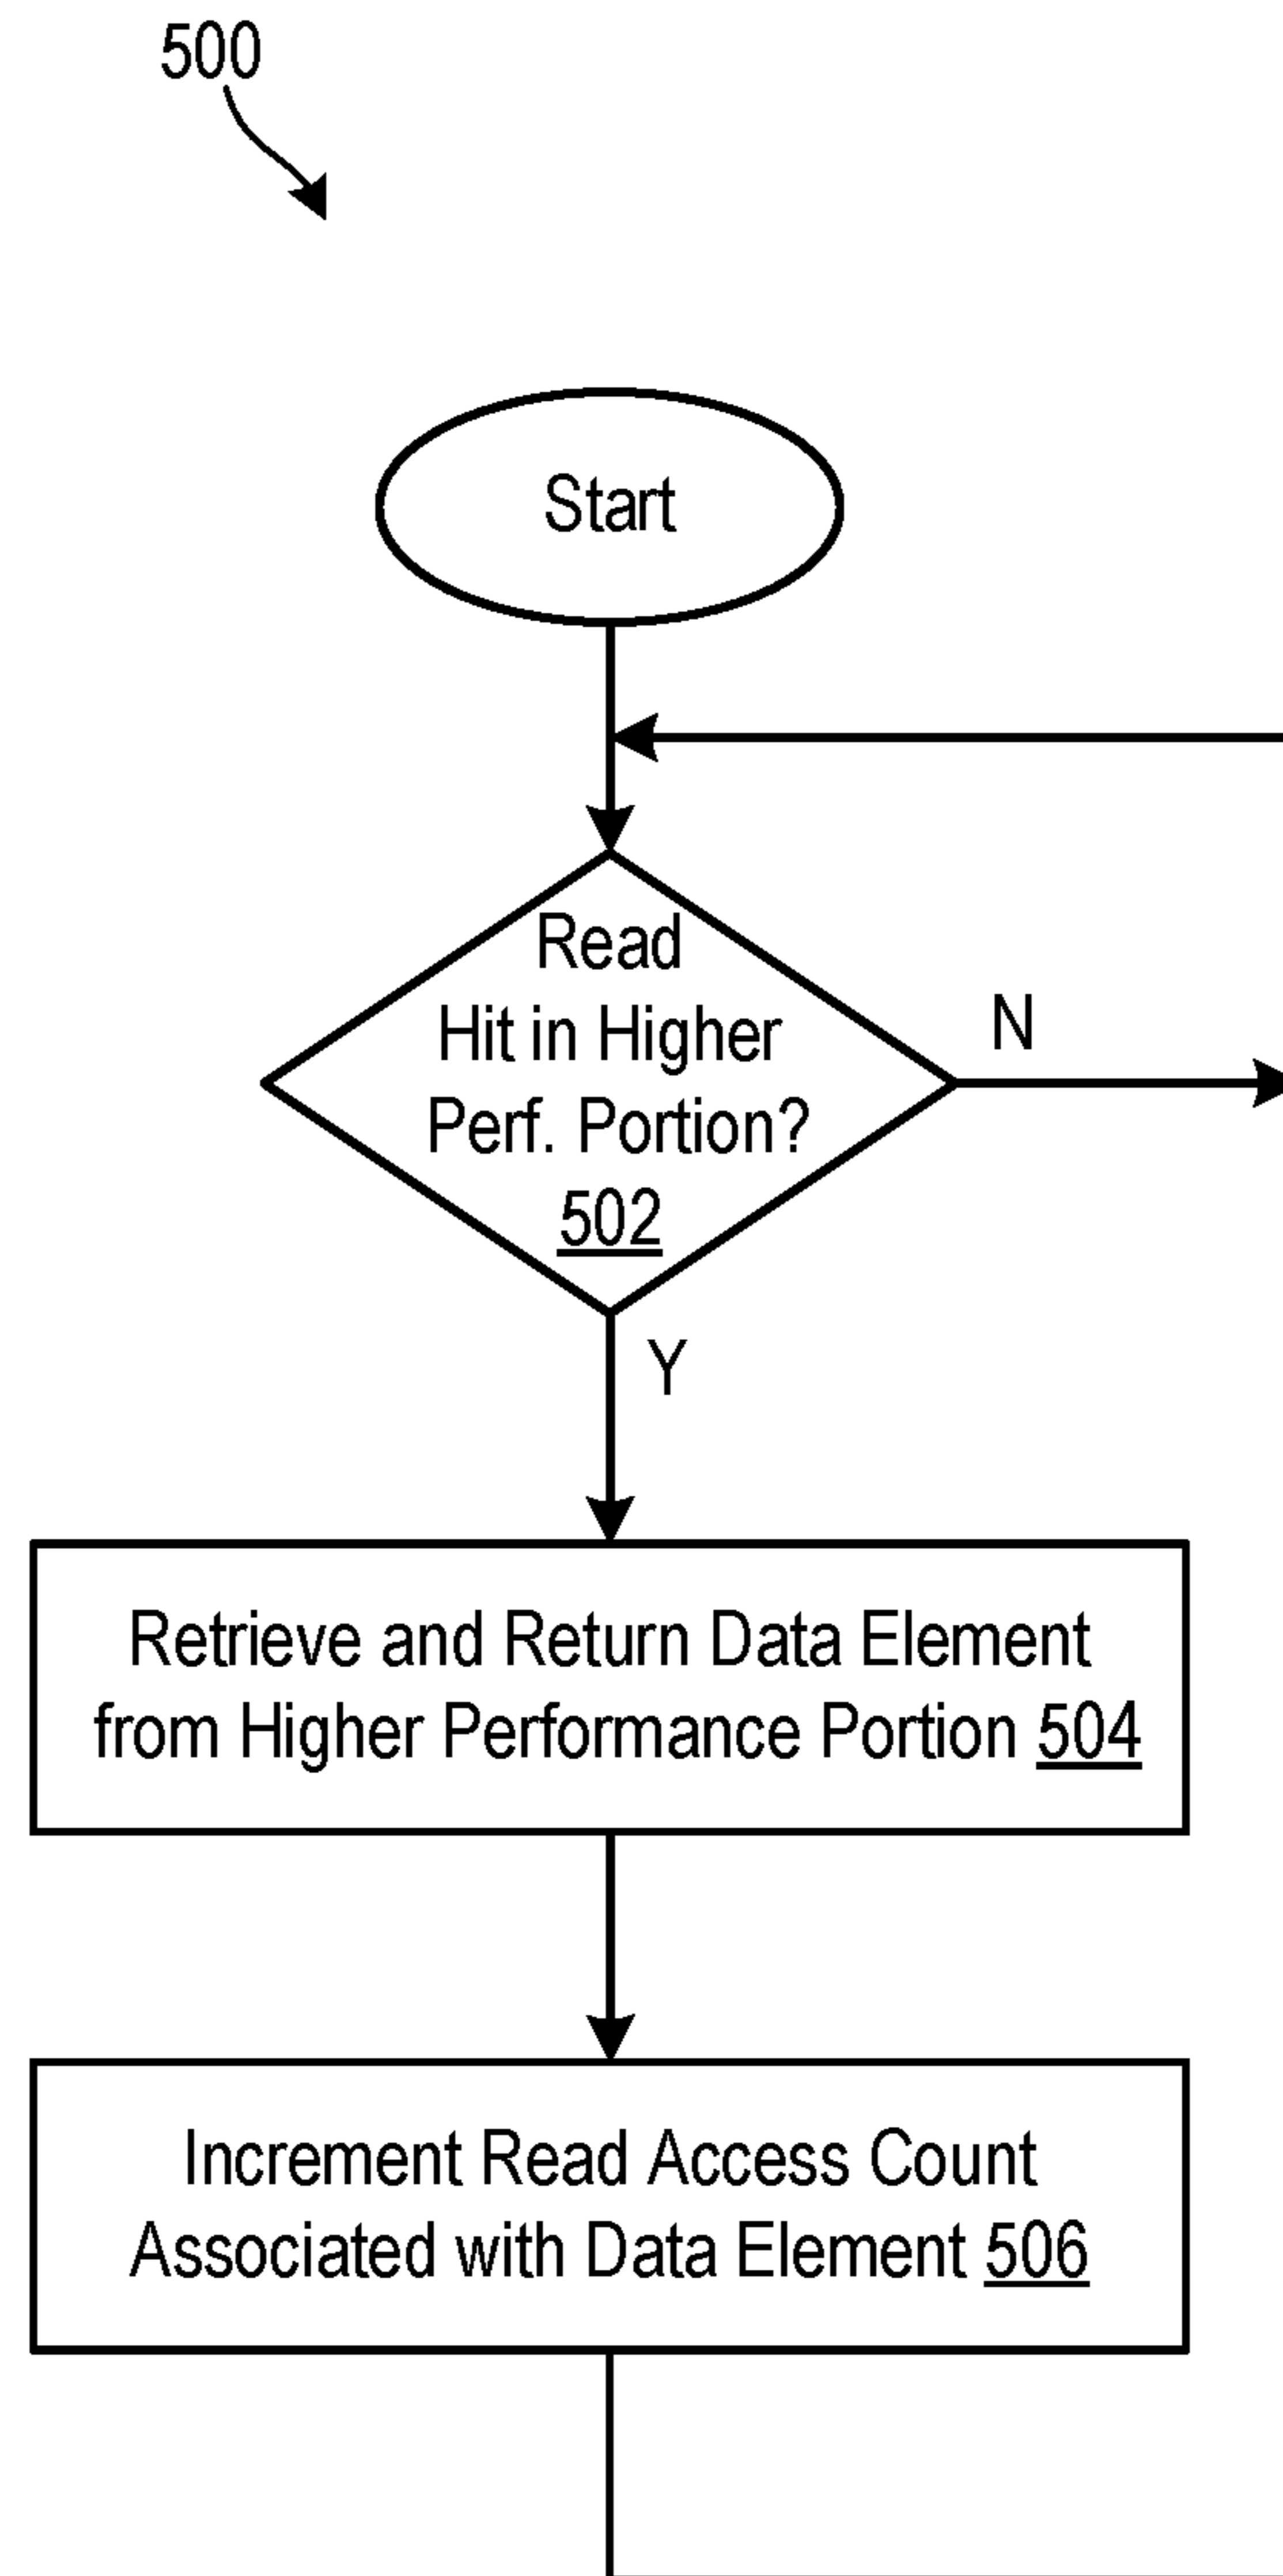 500
Start
Read
Hit in Higher
Perf. Portion?
502
N
Y
Retrieve and Return Data Element
from Higher Performance Portion 504
Increment Read Access Count
Associated with Data Element 506